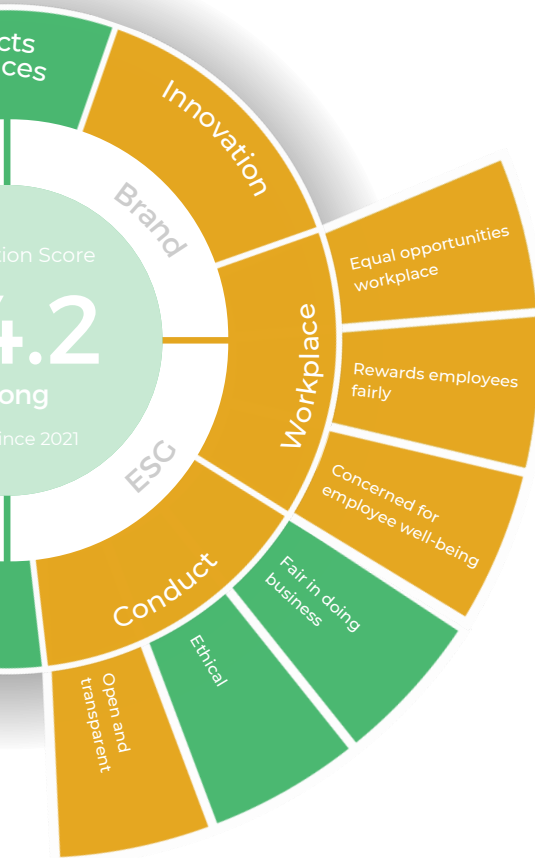 cts
ces
Innovation
Brand
Equal opportunities
workplace
tion Score
4.2
ong
ince 2021
Workplace
Rewards employees
fairly
ESG
Concerned for
employee well-being
Conduct
Fair in doing
business
Ethical
Open and
transparent